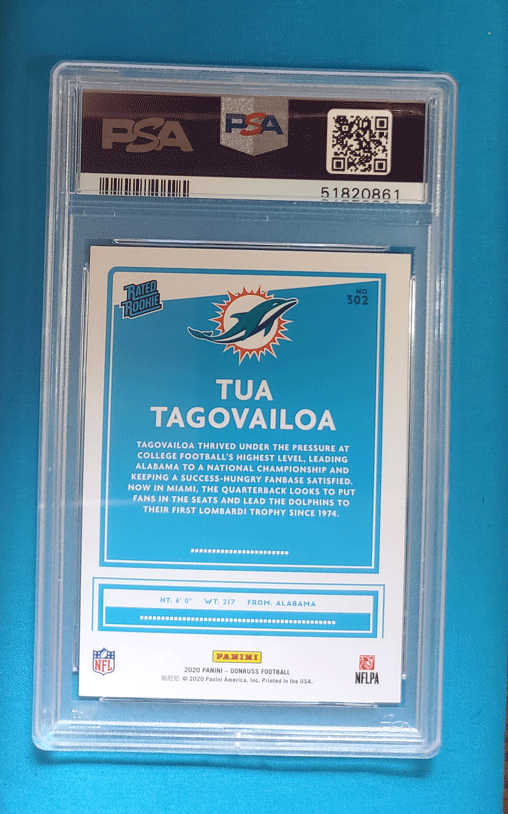 PSA
PSA
51820861
RATED ROOKIE
NO. 302
TUA
TAGOVAILOA
TAGOVAILOA THRIVED UNDER THE PRESSURE AT
COLLEGE FOOTBALL'S HIGHEST LEVEL, LEADING
ALABAMA TO A NATIONAL CHAMPIONSHIP AND
KEEPING A SUCCESS-HUNGRY FANBASE SATISFIED.
NOW IN MIAMI, THE QUARTERBACK LOOKS TO PUT
FANS IN THE SEATS AND LEAD THE DOLPHINS TO
THEIR FIRST LOMBARDI TROPHY SINCE 1974.
HT: 6' 0" WT: 217 FROM: ALABAMA
PANINI
NFL
2020 PANINI – DONRUSS FOOTBALL
© 2020 Panini America, Inc. Printed in the USA.
NFLPA